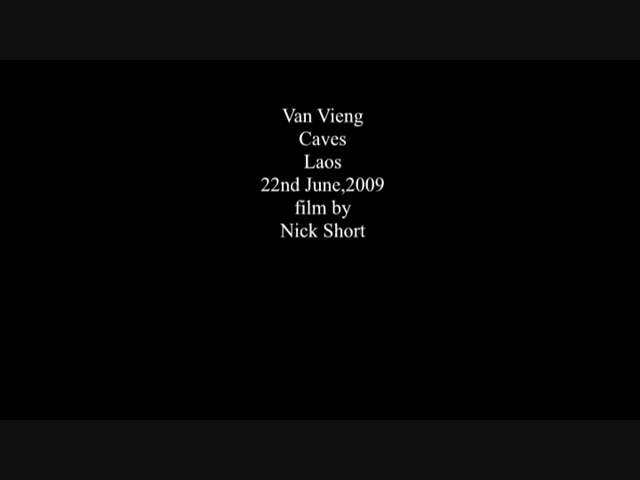 Van Vieng
Caves
Laos
22nd June,2009
film by
Nick Short